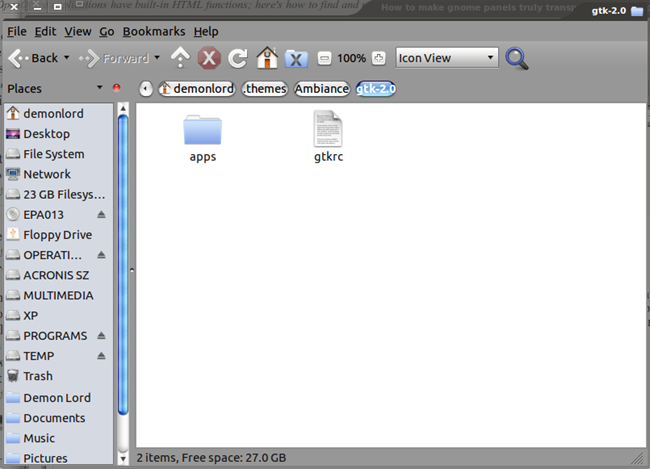 Op
ications have built-in HTML functions; here's how to find and
How to make gnome panels truly trans
gtk-2.0
File Edit View Go Bookmarks Help
Back Forward 100% Icon View
Places demonlord .themes Ambiance gtk-2.0
demonlord
Desktop
File System
Network
23 GB Filesys...
EPA013
Floppy Drive
OPERATI...
ACRONIS SZ
MULTIMEDIA
XP
PROGRAMS
TEMP
Trash
Demon Lord
Documents
Music
Pictures
apps gtkrc
2 items, Free space: 27.0 GB